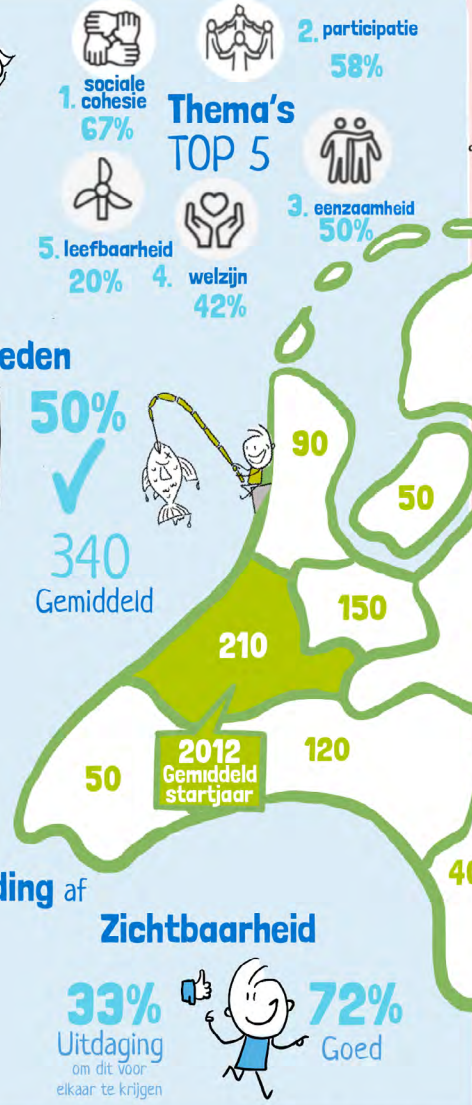 2. participatie
58%
1. sociale
cohesie
67%
Thema's
TOP 5
3. eenzaamheid
50%
5. leefbaarheid
20%
4. welzijn
42%
eden
50%
340
Gemiddeld
90
50
150
210
2012
Gemiddeld
startjaar
120
50
ding af
Zichtbaarheid
33%
Uitdaging
om dit voor
elkaar te krijgen
72%
Goed